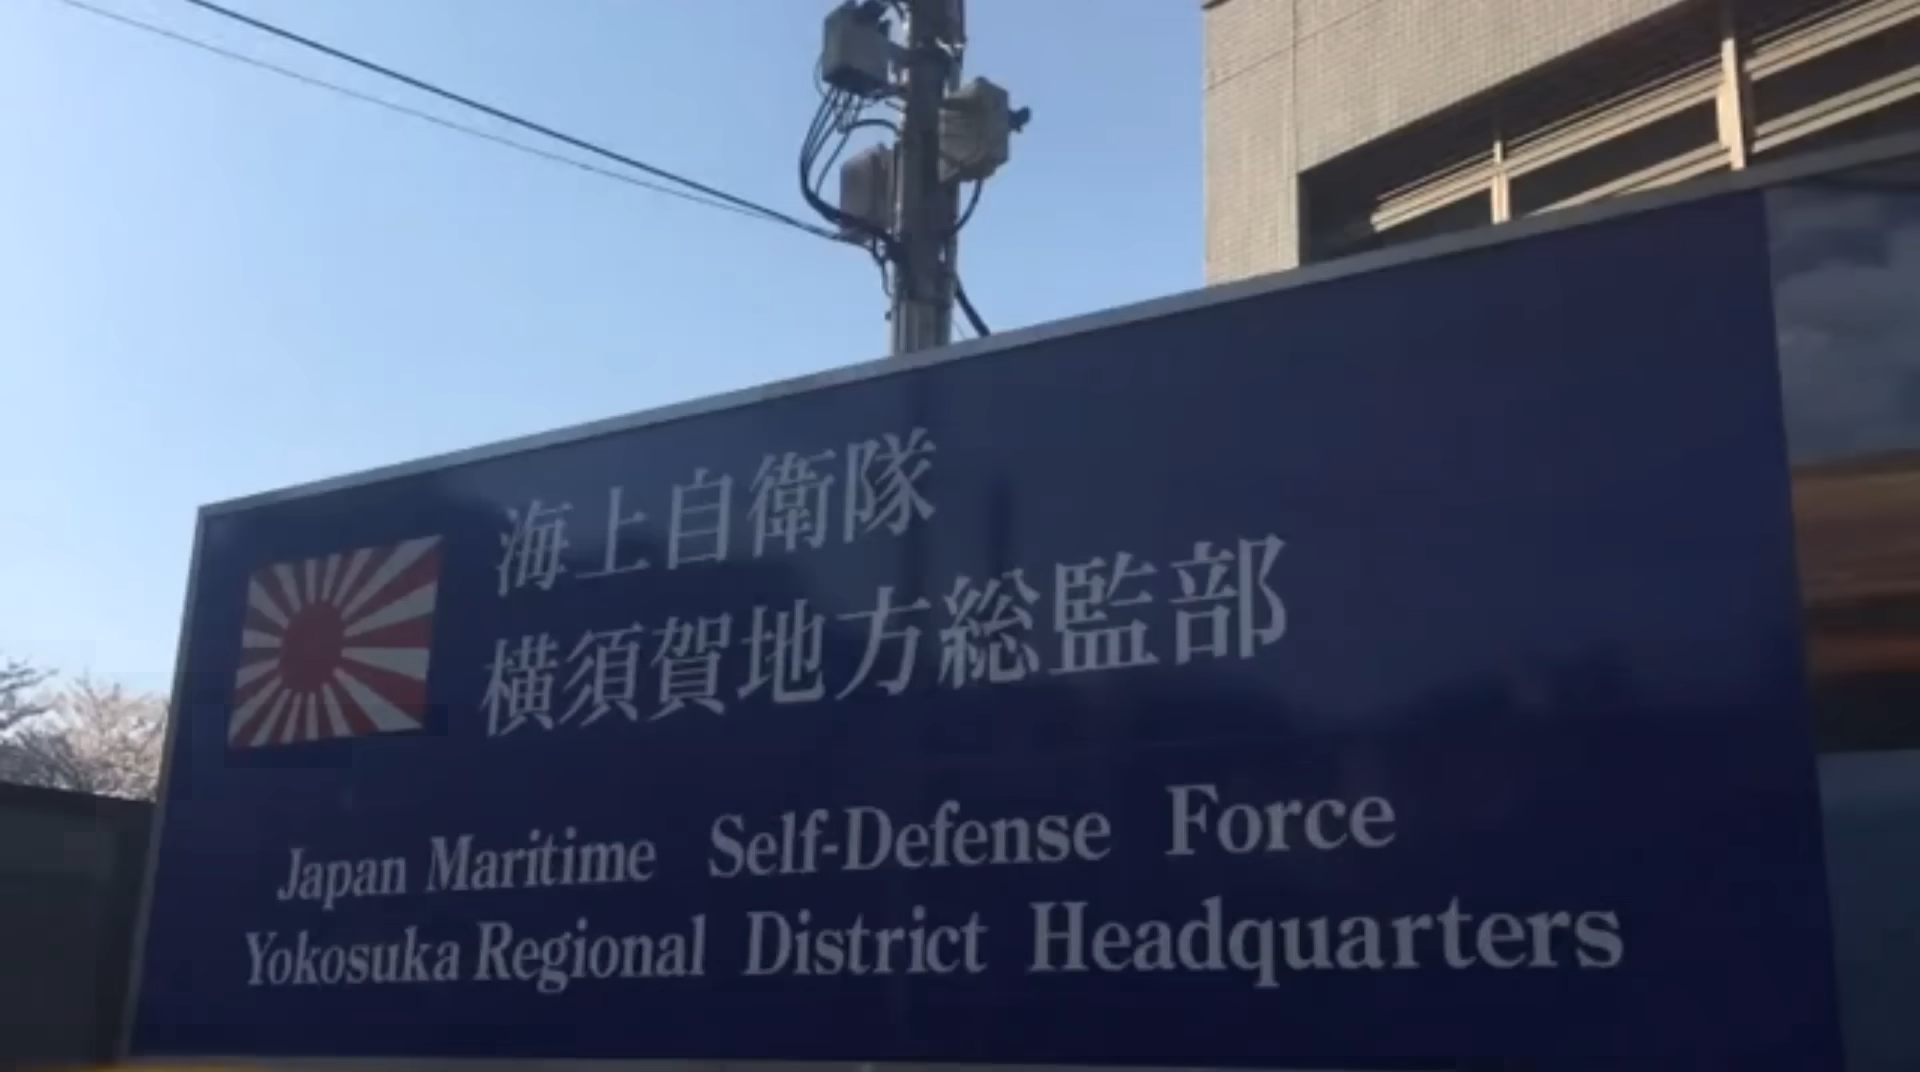 海上自衛隊
横須賀地方総監部
Japan Maritime Self-Defense Force
Yokosuka Regional District Headquarters